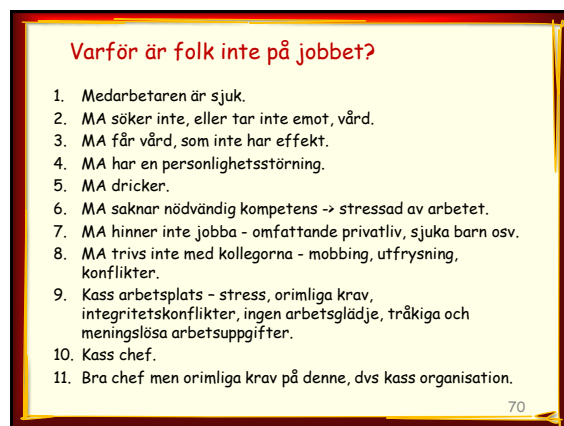 Varför är folk inte på jobbet?
1. Medarbetaren är sjuk.
2. MA söker inte, eller tar inte emot, vård.
3. MA får vård, som inte har effekt.
4. MA har en personlighetsstörning.
5. MA dricker.
6. MA saknar nödvändig kompetens -> stressad av arbetet.
7. MA hinner inte jobba - omfattande privatliv, sjuka barn osv.
8. MA trivs inte med kollegorna - mobbing, utfrysning,
konflikter.
9. Kass arbetsplats – stress, orimliga krav,
integritetskonflikter, ingen arbetsglädje, tråkiga och
meningslösa arbetsuppgifter.
10. Kass chef.
11. Bra chef men orimliga krav på denne, dvs kass organisation.
70